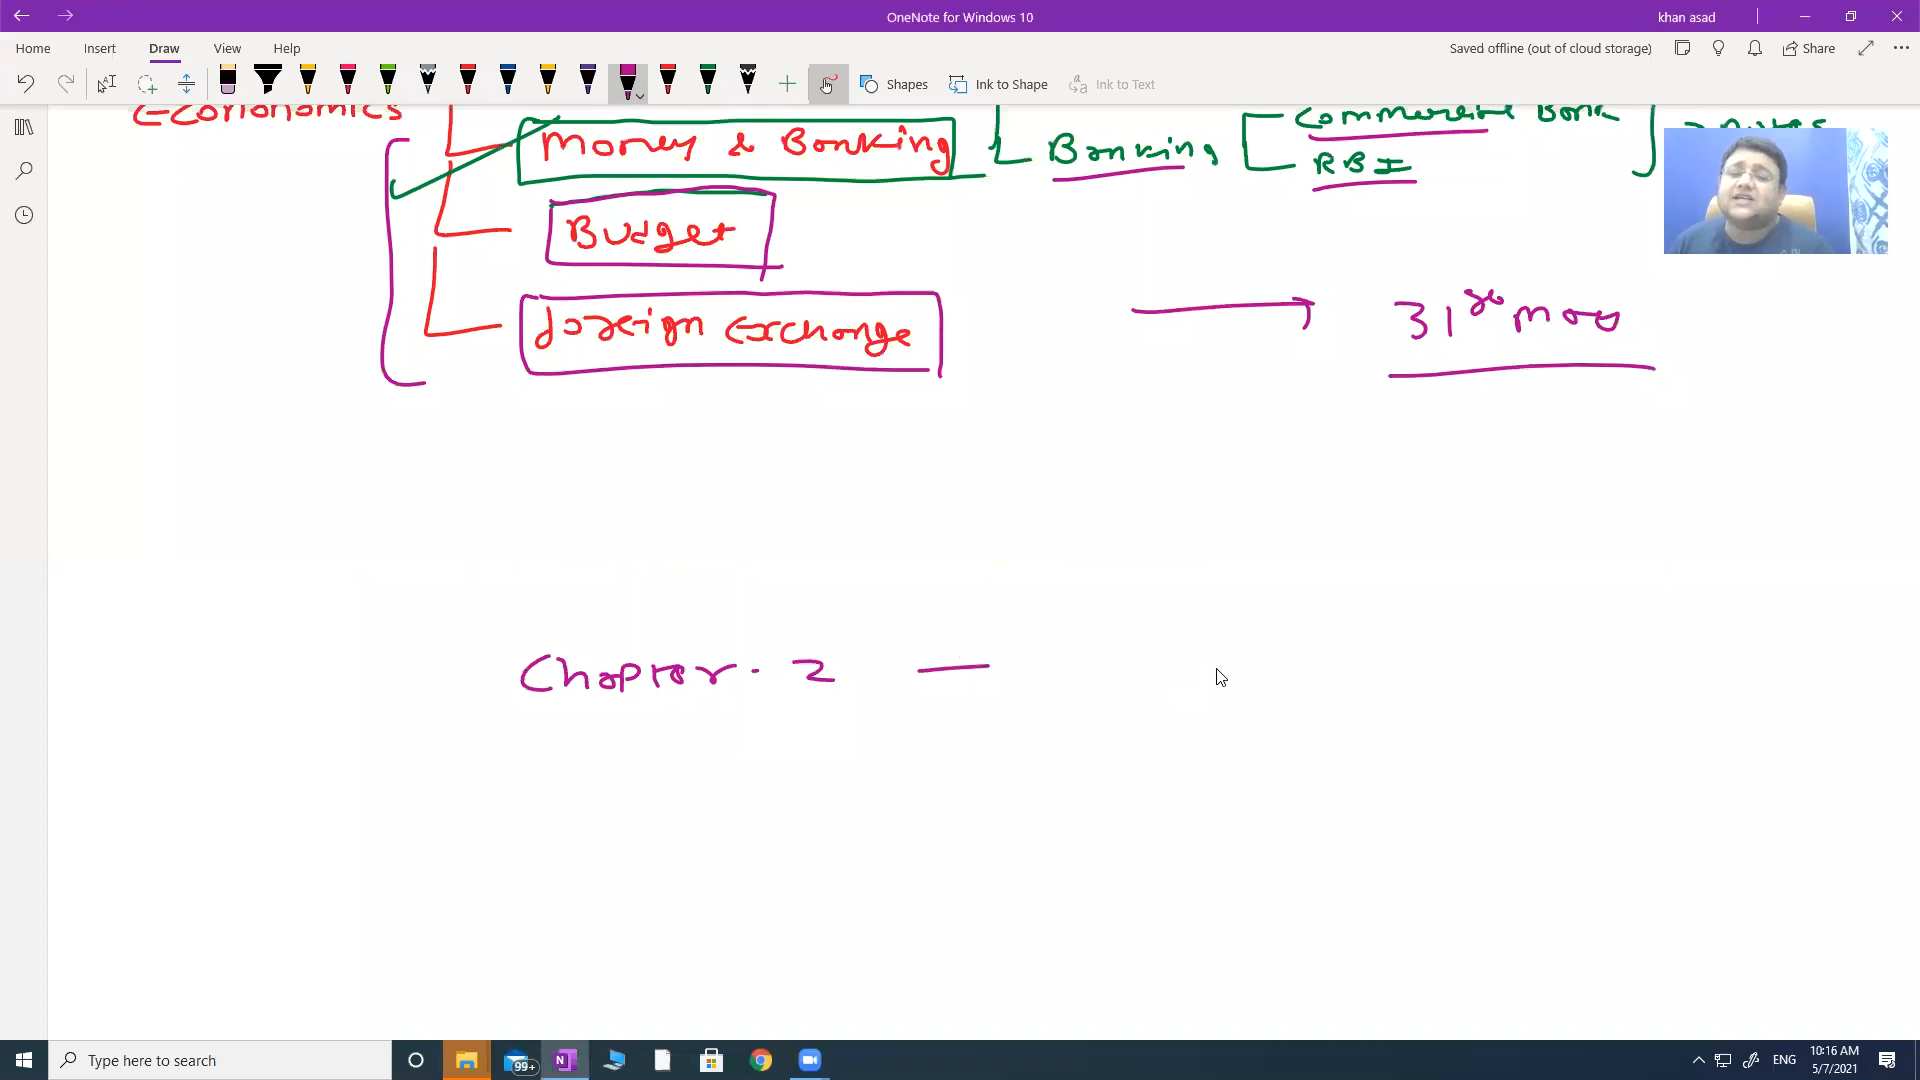 OneNote for Windows 10
khan asad
Home Insert Draw View Help
Saved offline (out of cloud storage)
Share
Shapes
Ink to Shape
Ink to Text
Economics
Money & Banking
Banking
Commercial Bank
RBI
Budget
Foreign Exchange
31st May
Chapter - 2 —
Type here to search
99+
ENG
10:16 AM
5/7/2021